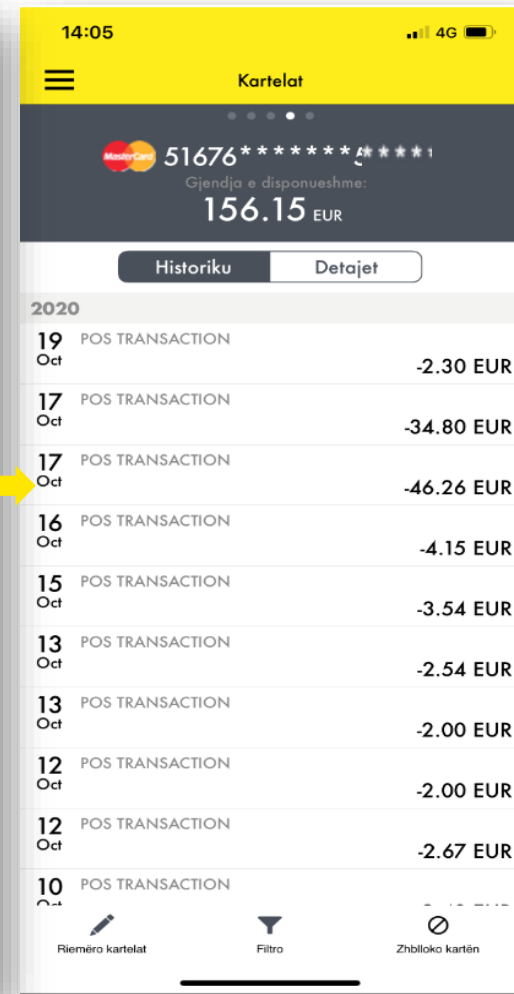 14:05 4G
Kartelat
MasterCard 51676*******
Gjendja e disponueshme:
156.15 EUR
Historiku Detajet
2020
19 Oct POS TRANSACTION
-2.30 EUR
17 Oct POS TRANSACTION
-34.80 EUR
17 Oct POS TRANSACTION
-46.26 EUR
16 Oct POS TRANSACTION
-4.15 EUR
15 Oct POS TRANSACTION
-3.54 EUR
13 Oct POS TRANSACTION
-2.54 EUR
13 Oct POS TRANSACTION
-2.00 EUR
12 Oct POS TRANSACTION
-2.00 EUR
12 Oct POS TRANSACTION
-2.67 EUR
10 POS TRANSACTION
Riemëro kartelat Filtro Zhblloko kartën